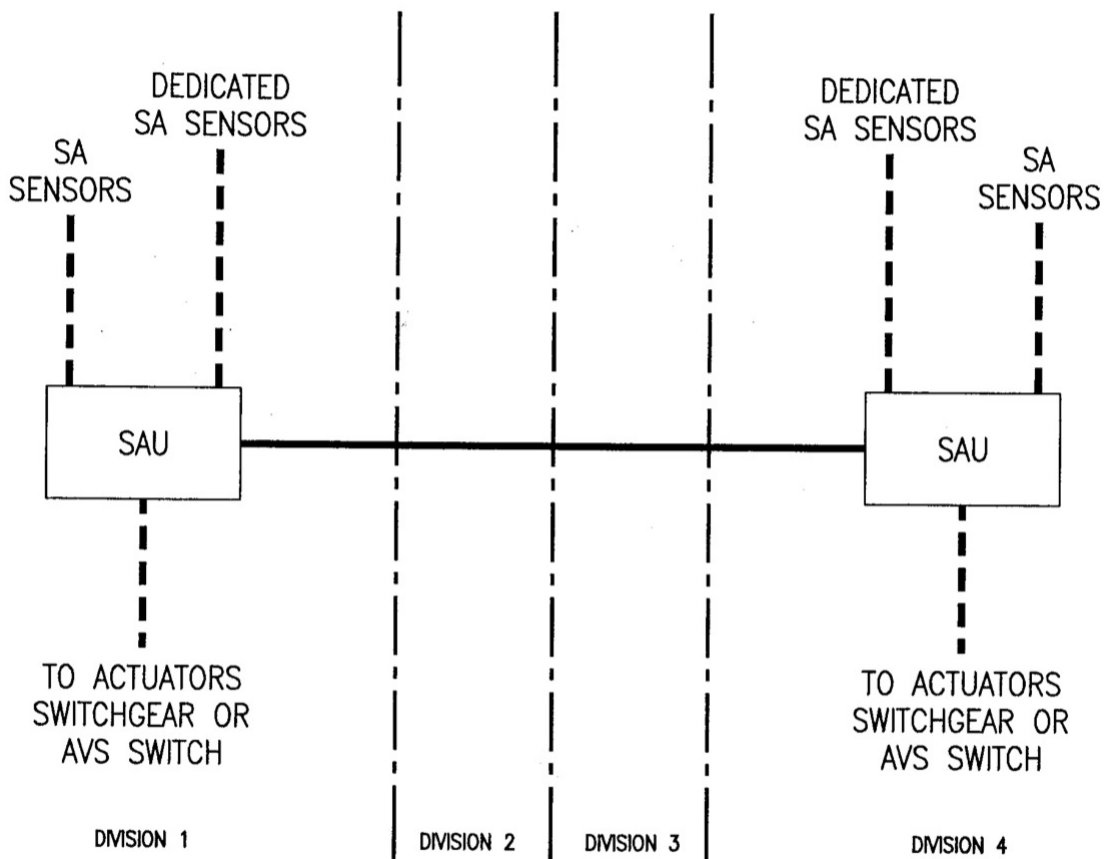 DEDICATED
SA SENSORS
SA
SENSORS
DEDICATED
SA SENSORS
SA
SENSORS
SAU
SAU
TO ACTUATORS
SWITCHGEAR OR
AVS SWITCH
TO ACTUATORS
SWITCHGEAR OR
AVS SWITCH
DIVISION 1
DIVISION 2
DIVISION 3
DIVISION 4